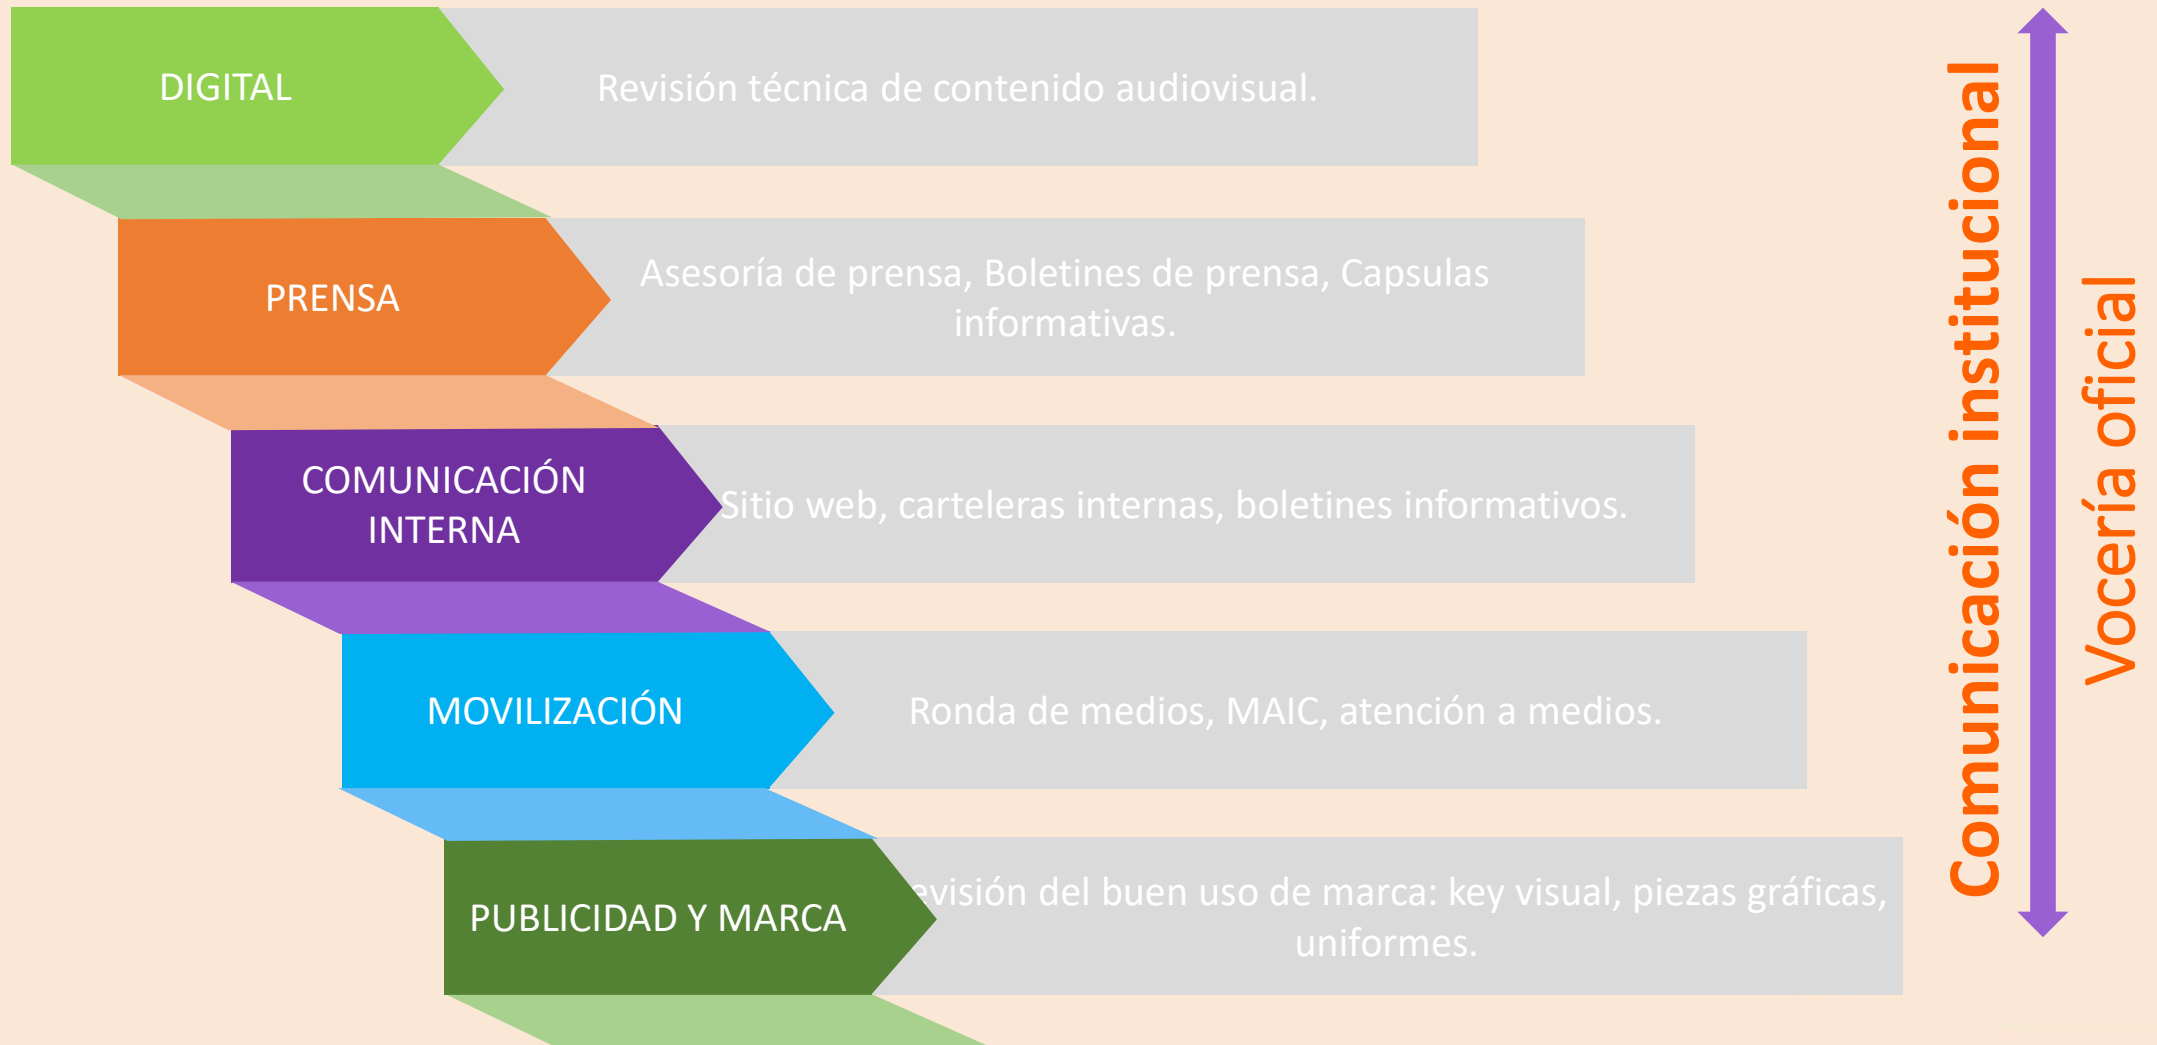 DIGITAL
Revisión técnica de contenido audiovisual.
PRENSA
Asesoría de prensa, Boletines de prensa, Capsulas
informativas.
COMUNICACIÓN
INTERNA
Sitio web, carteleras internas, boletines informativos.
MOVILIZACIÓN
Ronda de medios, MAIC, atención a medios.
PUBLICIDAD Y MARCA
evisión del buen uso de marca: key visual, piezas gráficas,
uniformes.
Comunicación institucional
Vocería oficial